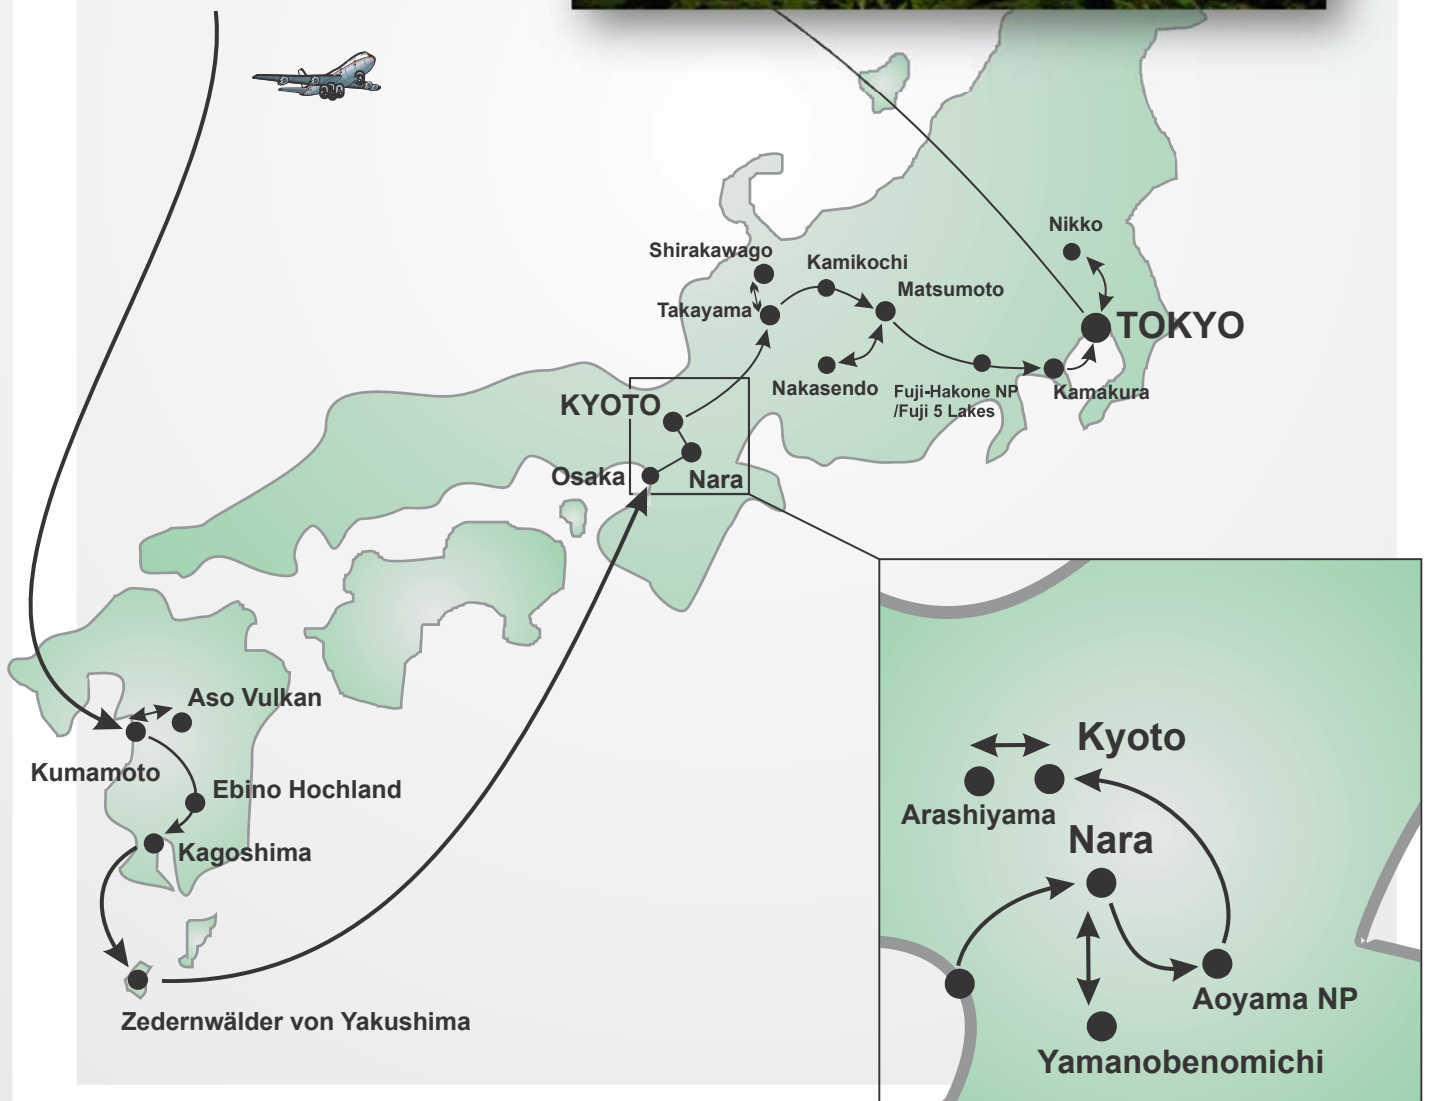 Nikko
Shirakawago
Kamikochi
Matsumoto
Takayama
TOKYO
Nakasendo
Fuji-Hakone NP
/Fuji 5 Lakes
Kamakura
KYOTO
Osaka
Nara
Aso Vulkan
Kumamoto
Ebino Hochland
Kagoshima
Zedernwälder von Yakushima
Kyoto
Arashiyama
Nara
Aoyama NP
Yamanobenomichi